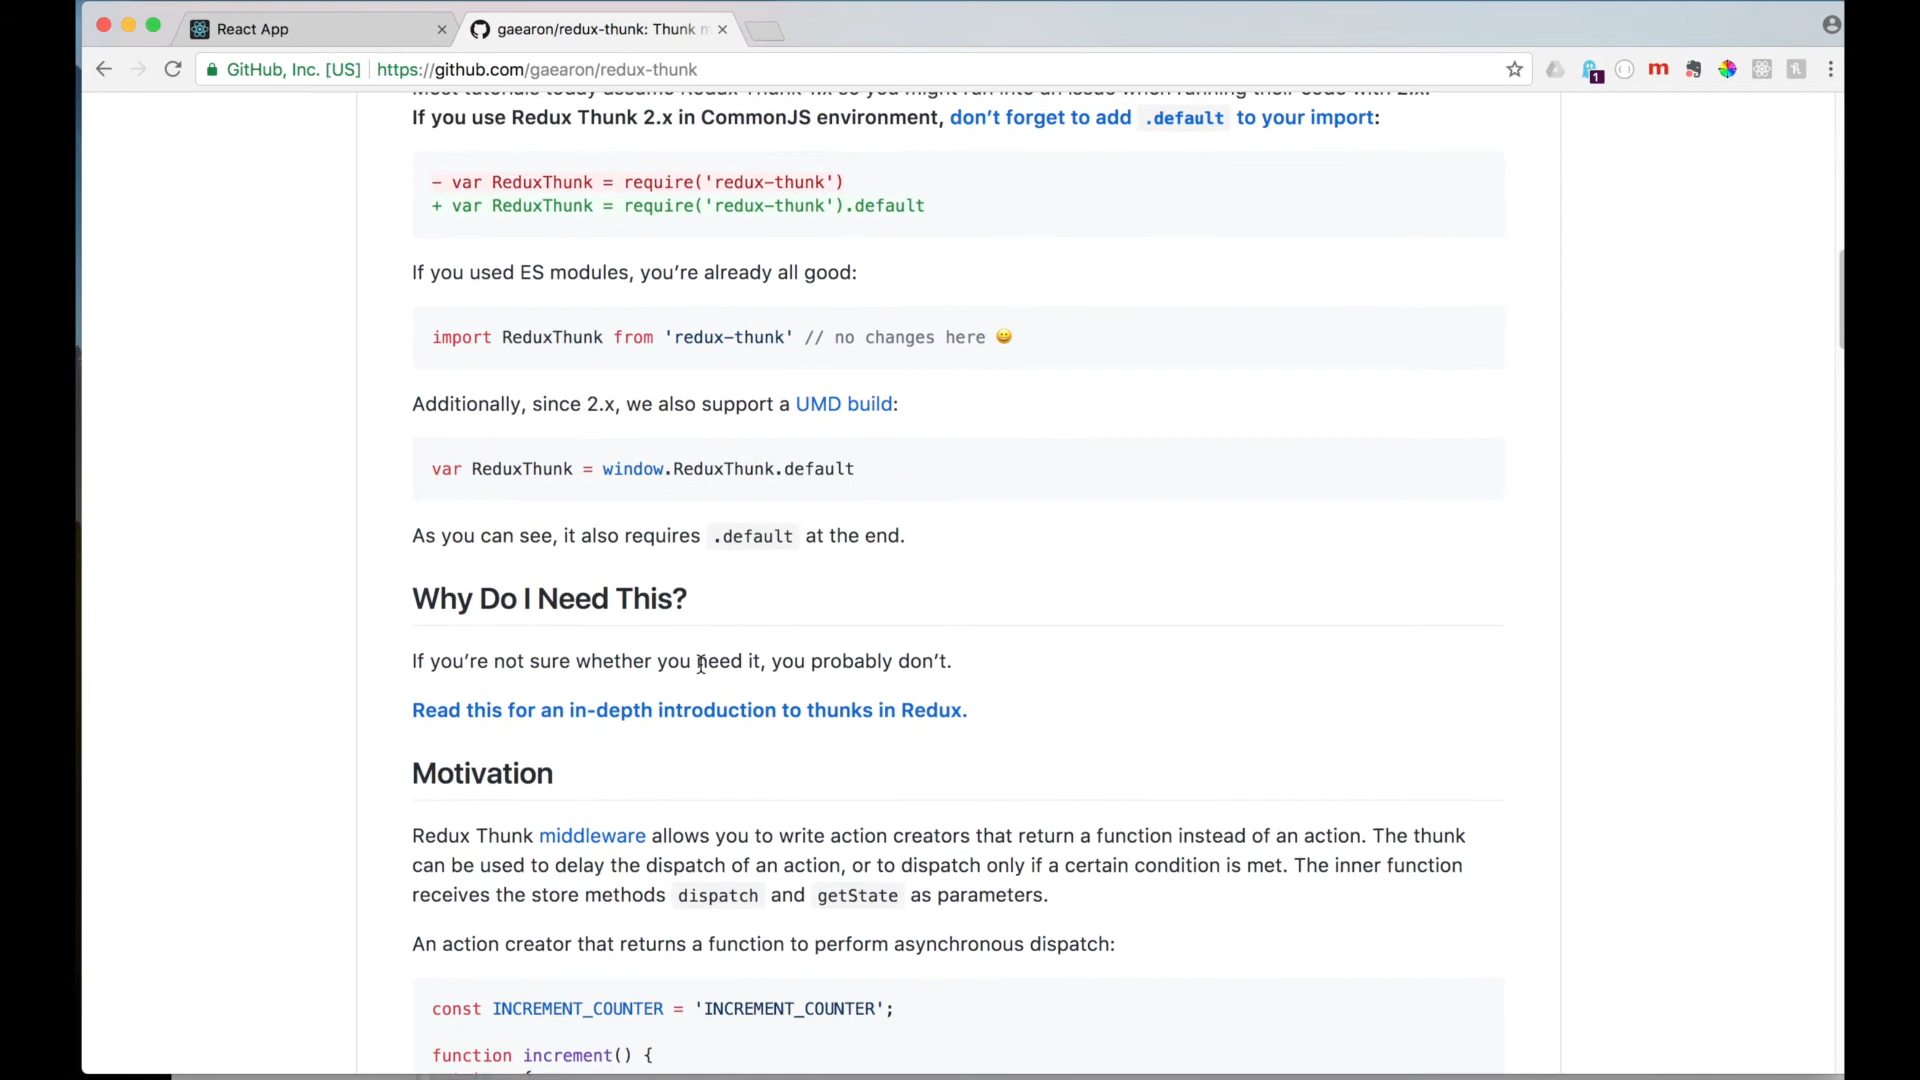 React App
gaearon/redux-thunk: Thunk m
GitHub, Inc. [US] https://github.com/gaearon/redux-thunk
1
m
Most tutorials today assume Redux Thunk 1.x so you might run into an issue when running their code with 2.x.
If you use Redux Thunk 2.x in CommonJS environment, don’t forget to add .default to your import:
- var ReduxThunk = require('redux-thunk')
+ var ReduxThunk = require('redux-thunk').default
If you used ES modules, you’re already all good:
import ReduxThunk from 'redux-thunk' // no changes here 😀
Additionally, since 2.x, we also support a UMD build:
var ReduxThunk = window.ReduxThunk.default
As you can see, it also requires .default at the end.
Why Do I Need This?
If you’re not sure whether you need it, you probably don’t.
Read this for an in-depth introduction to thunks in Redux.
Motivation
Redux Thunk middleware allows you to write action creators that return a function instead of an action. The thunk
can be used to delay the dispatch of an action, or to dispatch only if a certain condition is met. The inner function
receives the store methods dispatch and getState as parameters.
An action creator that returns a function to perform asynchronous dispatch:
const INCREMENT_COUNTER = 'INCREMENT_COUNTER';
function increment() {